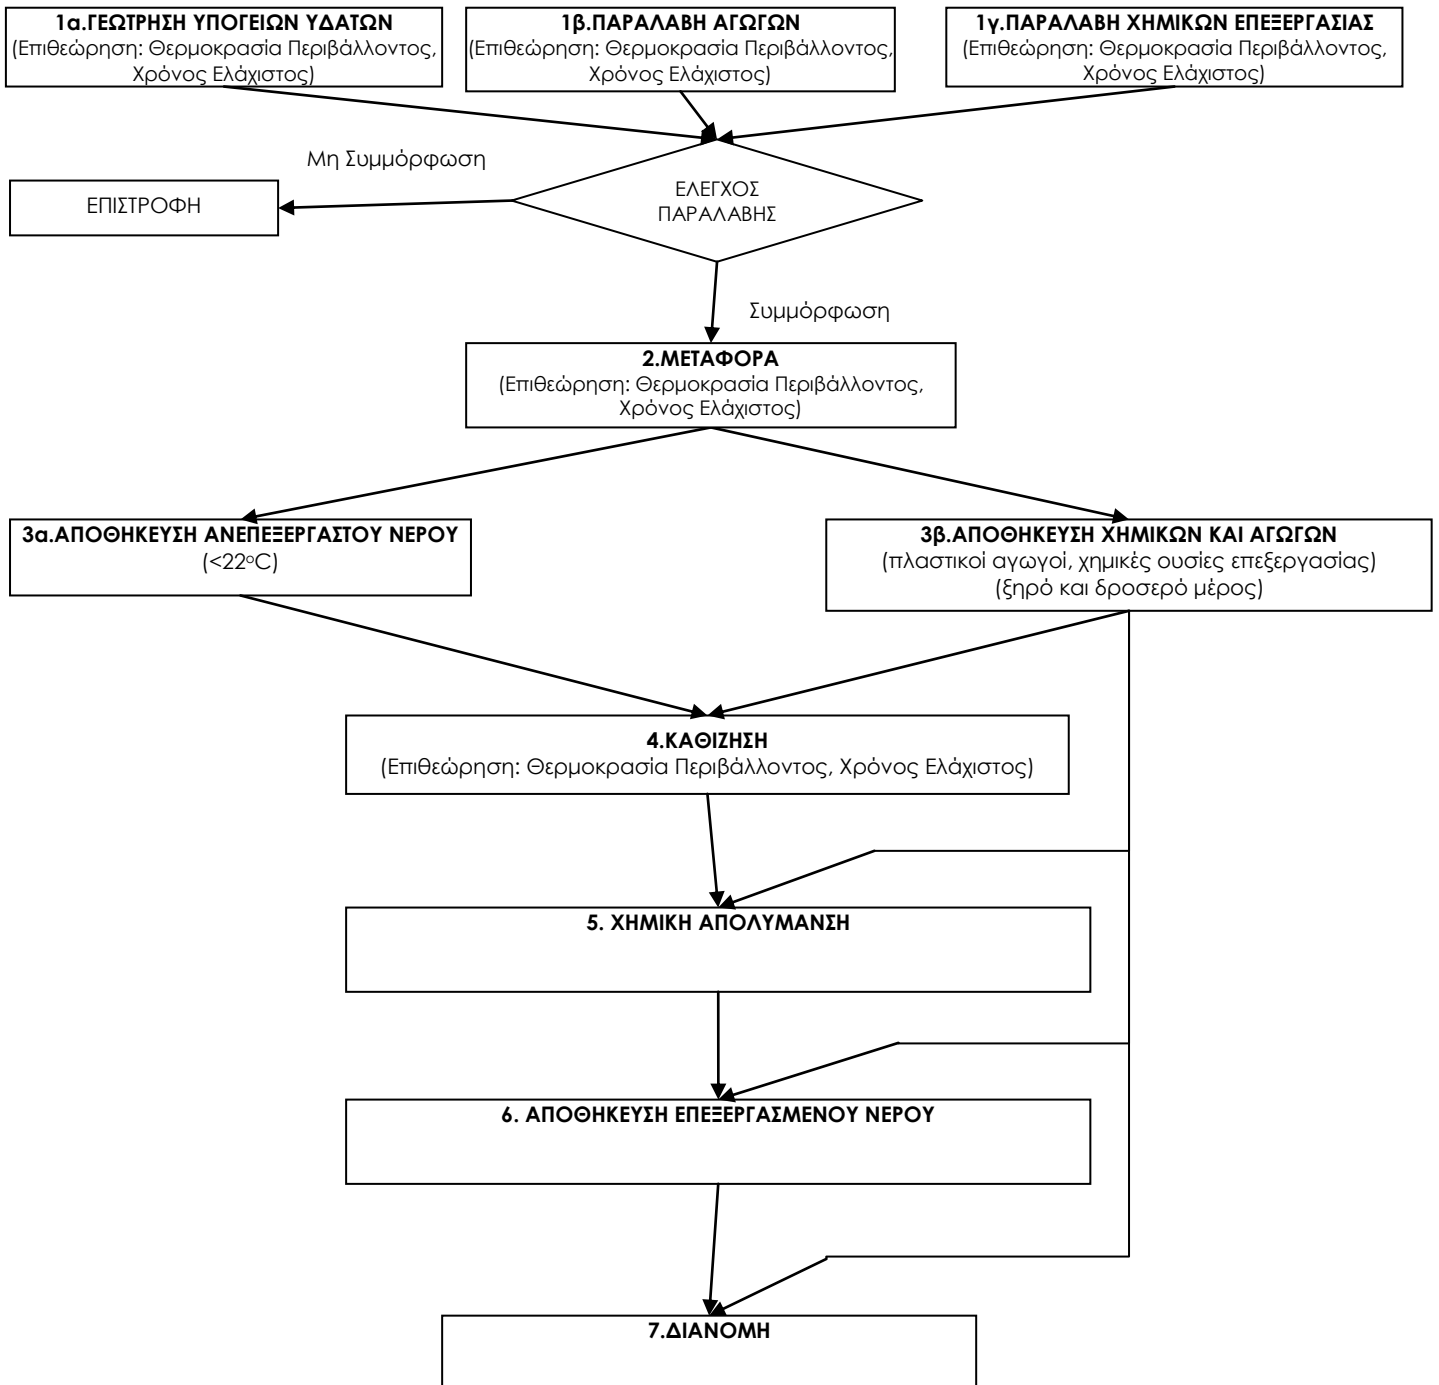 1α.ΓΕΩΤΡΗΣΗ ΥΠΟΓΕΙΩΝ ΥΔΑΤΩΝ
(Επιθεώρηση: Θερμοκρασία Περιβάλλοντος,
Χρόνος Ελάχιστος)
1β.ΠΑΡΑΛΑΒΗ ΑΓΩΓΩΝ
(Επιθεώρηση: Θερμοκρασία Περιβάλλοντος,
Χρόνος Ελάχιστος)
1γ.ΠΑΡΑΛΑΒΗ ΧΗΜΙΚΩΝ ΕΠΕΞΕΡΓΑΣΙΑΣ
(Επιθεώρηση: Θερμοκρασία Περιβάλλοντος,
Χρόνος Ελάχιστος)
Μη Συμμόρφωση
ΕΠΙΣΤΡΟΦΗ
ΕΛΕΓΧΟΣ
ΠΑΡΑΛΑΒΗΣ
Συμμόρφωση
2.ΜΕΤΑΦΟΡΑ
(Επιθεώρηση: Θερμοκρασία Περιβάλλοντος,
Χρόνος Ελάχιστος)
3α.ΑΠΟΘΗΚΕΥΣΗ ΑΝΕΠΕΞΕΡΓΑΣΤΟΥ ΝΕΡΟΥ
(<22°C)
3β.ΑΠΟΘΗΚΕΥΣΗ ΧΗΜΙΚΩΝ ΚΑΙ ΑΓΩΓΩΝ
(πλαστικοί αγωγοί, χημικές ουσίες επεξεργασίας)
(ξηρό και δροσερό μέρος)
4.ΚΑΘΙΖΗΣΗ
(Επιθεώρηση: Θερμοκρασία Περιβάλλοντος, Χρόνος Ελάχιστος)
5. ΧΗΜΙΚΗ ΑΠΟΛΥΜΑΝΣΗ
6. ΑΠΟΘΗΚΕΥΣΗ ΕΠΕΞΕΡΓΑΣΜΕΝΟΥ ΝΕΡΟΥ
7.ΔΙΑΝΟΜΗ